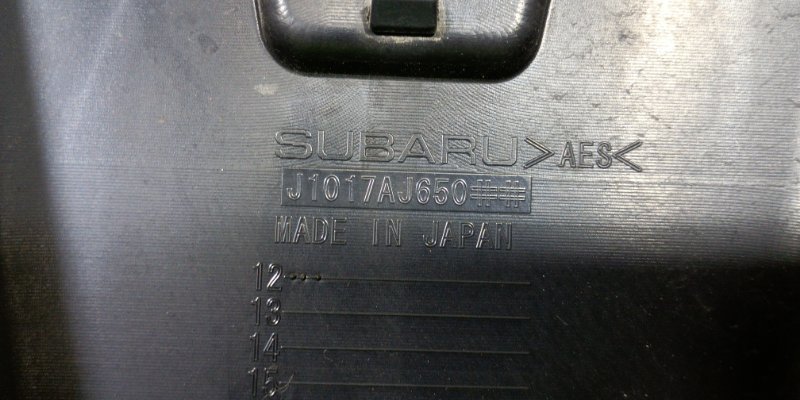 SUBARU >AES<
J1017AJ650##
MADE IN JAPAN
12
13
14
15